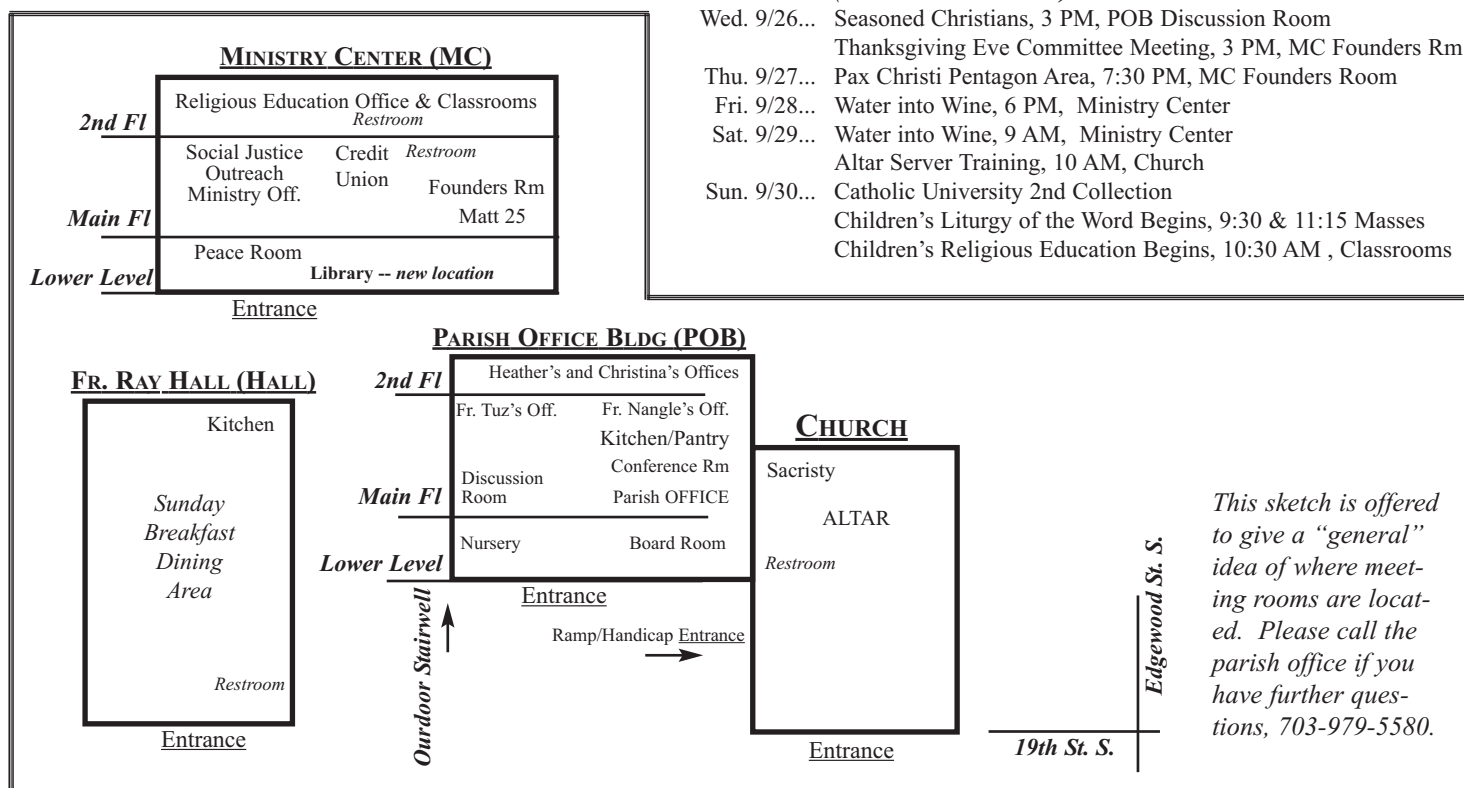 Wed. 9/26... Seasoned Christians, 3 PM, POB Discussion Room
Thanksgiving Eve Committee Meeting, 3 PM, MC Founders Rm
Thu. 9/27... Pax Christi Pentagon Area, 7:30 PM, MC Founders Room
Fri. 9/28... Water into Wine, 6 PM, Ministry Center
Sat. 9/29... Water into Wine, 9 AM, Ministry Center
Altar Server Training, 10 AM, Church
Sun. 9/30... Catholic University 2nd Collection
Children’s Liturgy of the Word Begins, 9:30 & 11:15 Masses
Children’s Religious Education Begins, 10:30 AM , Classrooms
MINISTRY CENTER (MC)
Religious Education Office & Classrooms
Restroom
2nd Fl
Social Justice
Outreach
Ministry Off.
Credit
Union
Restroom
Founders Rm
Matt 25
Main Fl
Peace Room
Library -- new location
Lower Level
Entrance
FR. RAY HALL (HALL)
Kitchen
Sunday
Breakfast
Dining
Area
Restroom
Entrance
PARISH OFFICE BLDG (POB)
Heather’s and Christina’s Offices
2nd Fl
Fr. Tuz’s Off.
Fr. Nangle’s Off.
Kitchen/Pantry
Conference Rm
Discussion
Room
Parish OFFICE
Main Fl
Nursery
Board Room
Lower Level
Entrance
Ourdoor Stairwell
Ramp/Handicap Entrance
CHURCH
Sacristy
ALTAR
Restroom
Entrance
19th St. S.
Edgewood St. S.
This sketch is offered
to give a “general”
idea of where meet-
ing rooms are locat-
ed. Please call the
parish office if you
have further ques-
tions, 703-979-5580.